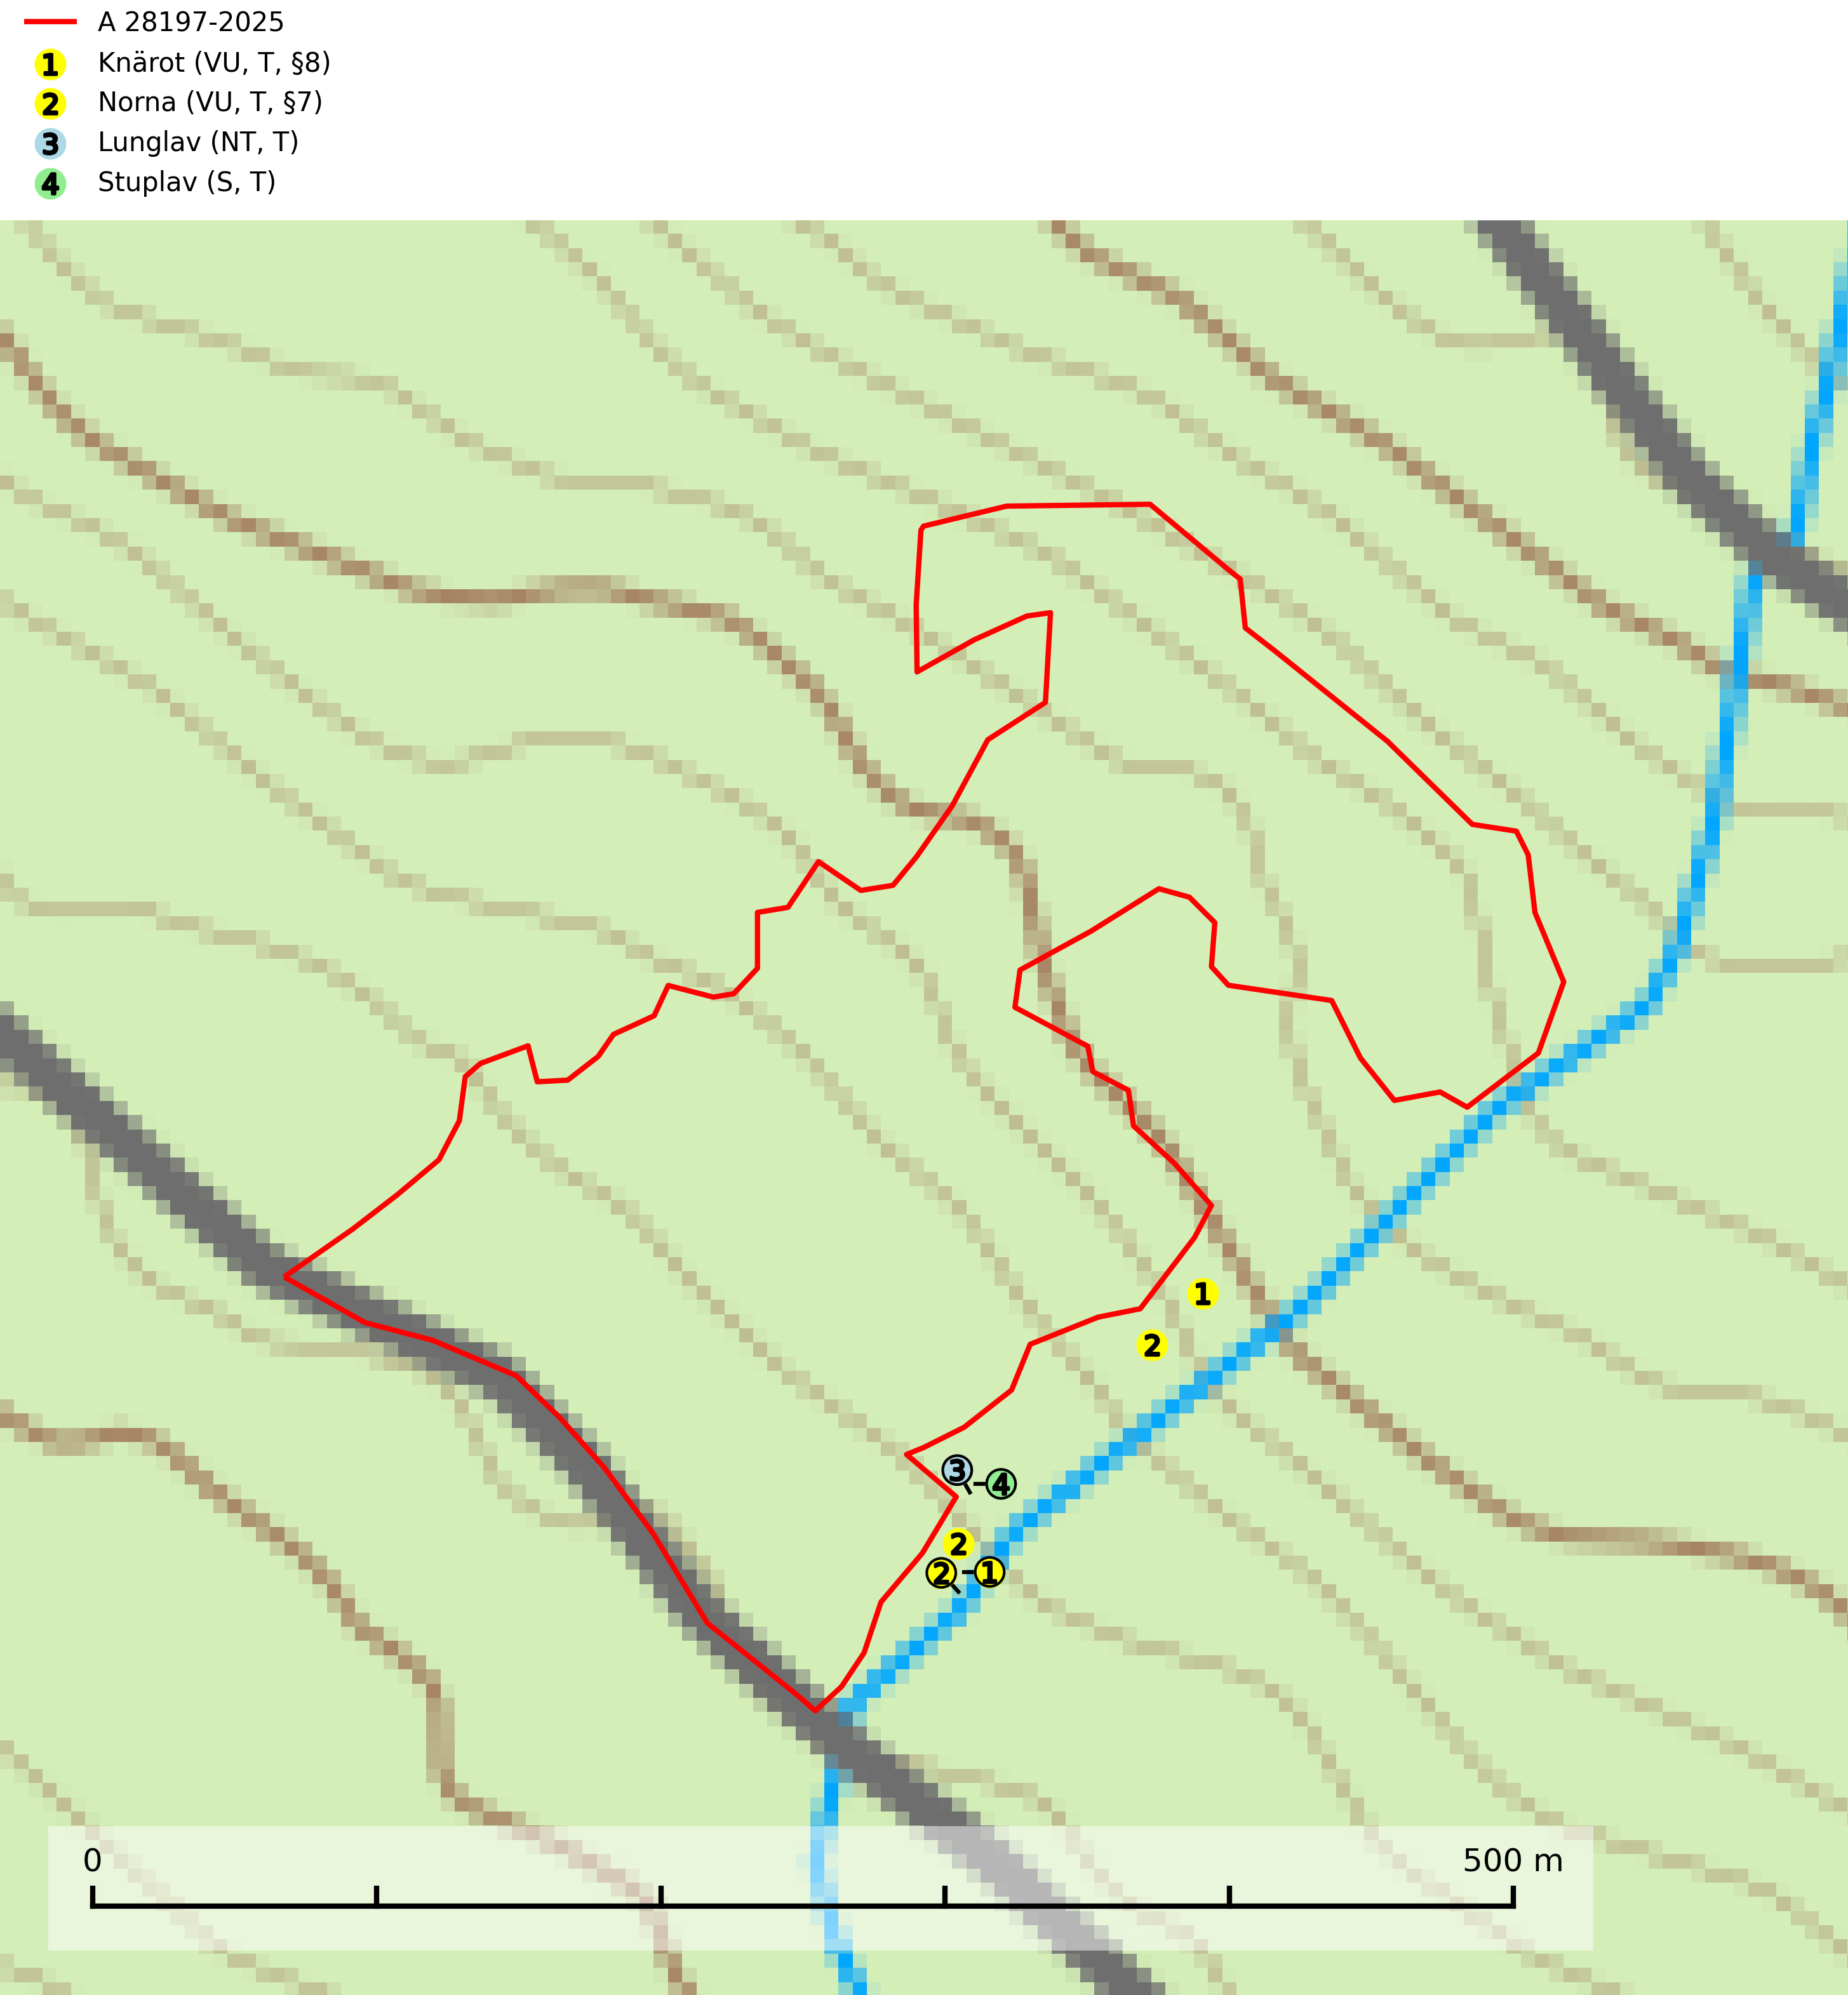 A 28197-2025
1 Knärot (VU, T, §8)
2 Norna (VU, T, §7)
3 Lunglav (NT, T)
4 Stuplav (S, T)
1
2
3 4
2
2 1
0 500 m